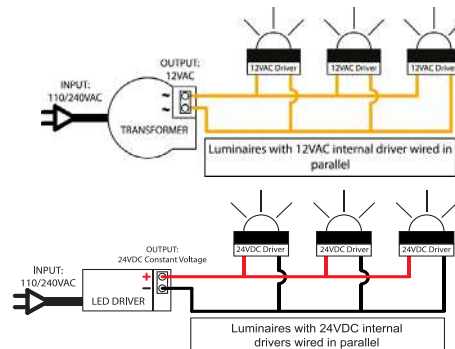 OUTPUT:
12VAC
12VAC Driver
12VAC Driver
12VAC Driver
INPUT:
110/240VAC
~
~
TRANSFORMER
Luminaires with 12VAC internal driver wired in
parallel
OUTPUT:
24VDC Constant Voltage
24VDC Driver
24VDC Driver
24VDC Driver
INPUT:
110/240VAC
+
−
LED DRIVER
Luminaires with 24VDC internal
drivers wired in parallel